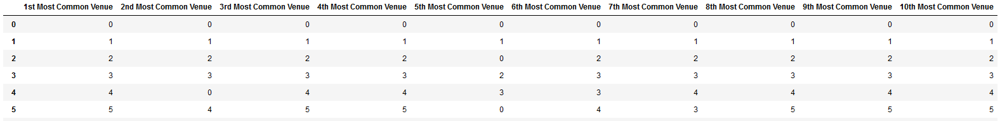 1st Most Common Venue 2nd Most Common Venue 3rd Most Common Venue 4th Most Common Venue 5th Most Common Venue 6th Most Common Venue 7th Most Common Venue 8th Most Common Venue 9th Most Common Venue 10th Most Common Venue
0 0 0 0 0 0 0 0 0 0 0
1 1 1 1 1 1 1 1 1 1 1
2 2 2 2 2 0 2 2 2 2 2
3 3 3 3 3 2 3 3 3 3 3
4 4 0 4 4 3 3 4 4 4 4
5 5 4 5 5 0 4 3 5 5 5